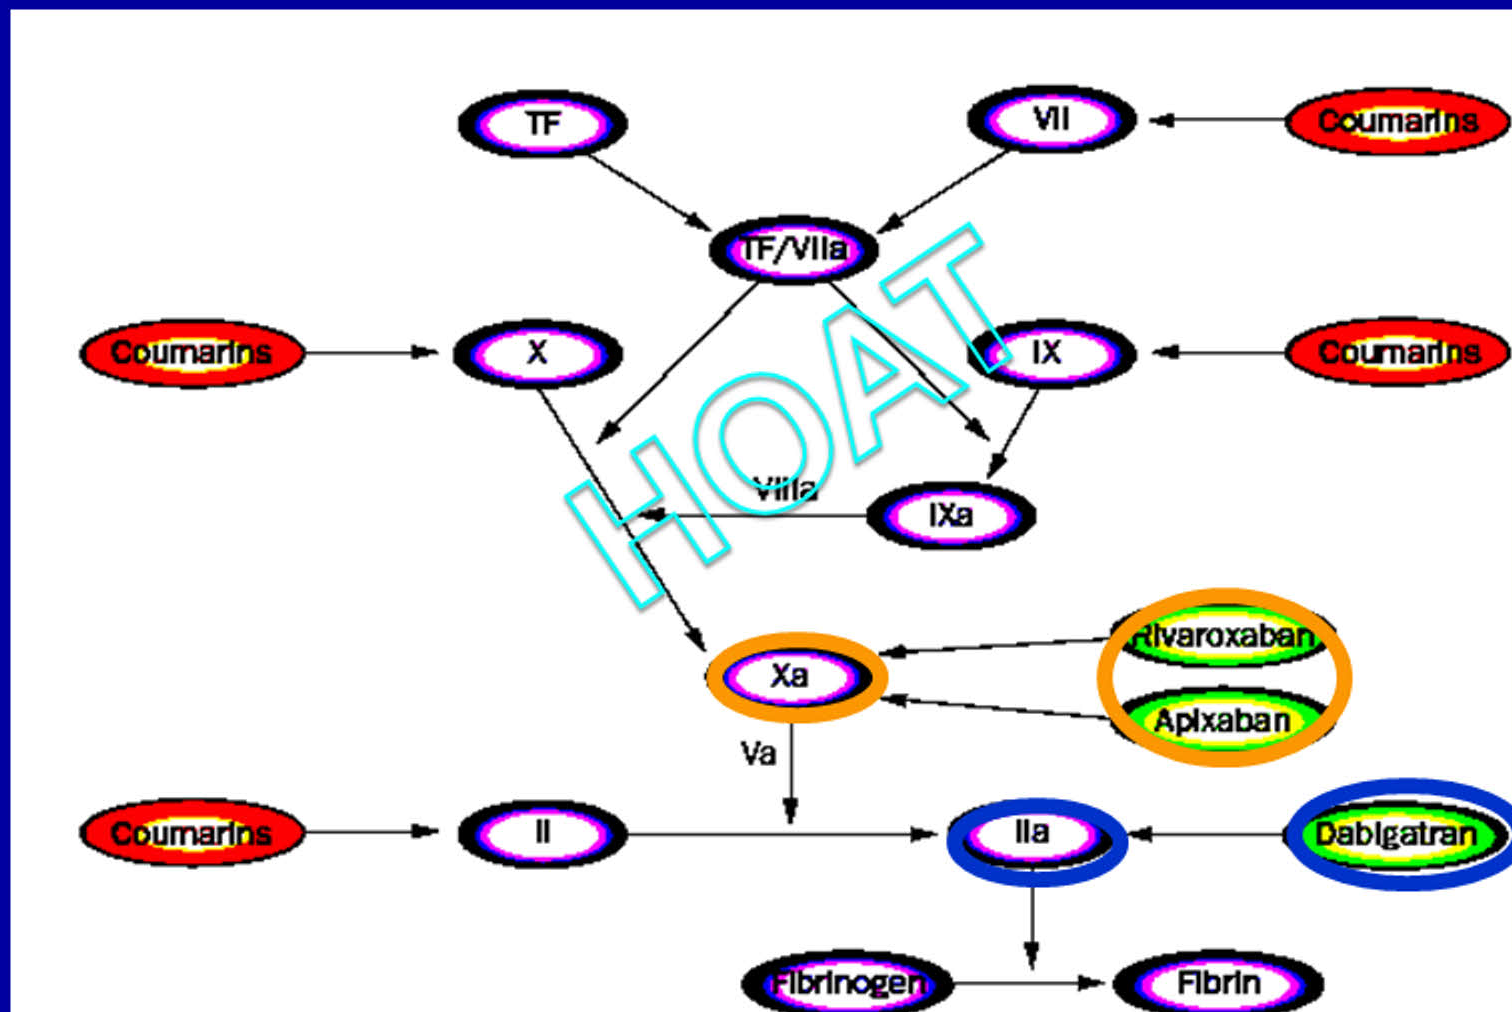 TF
VII
Coumarins
TF/VIIa
Coumarins
X
IX
Coumarins
HOAT
VIIIa
IXa
Rivaroxaban
Xa
Apixaban
Va
Coumarins
II
IIa
Dabigatran
Fibrinogen
Fibrin